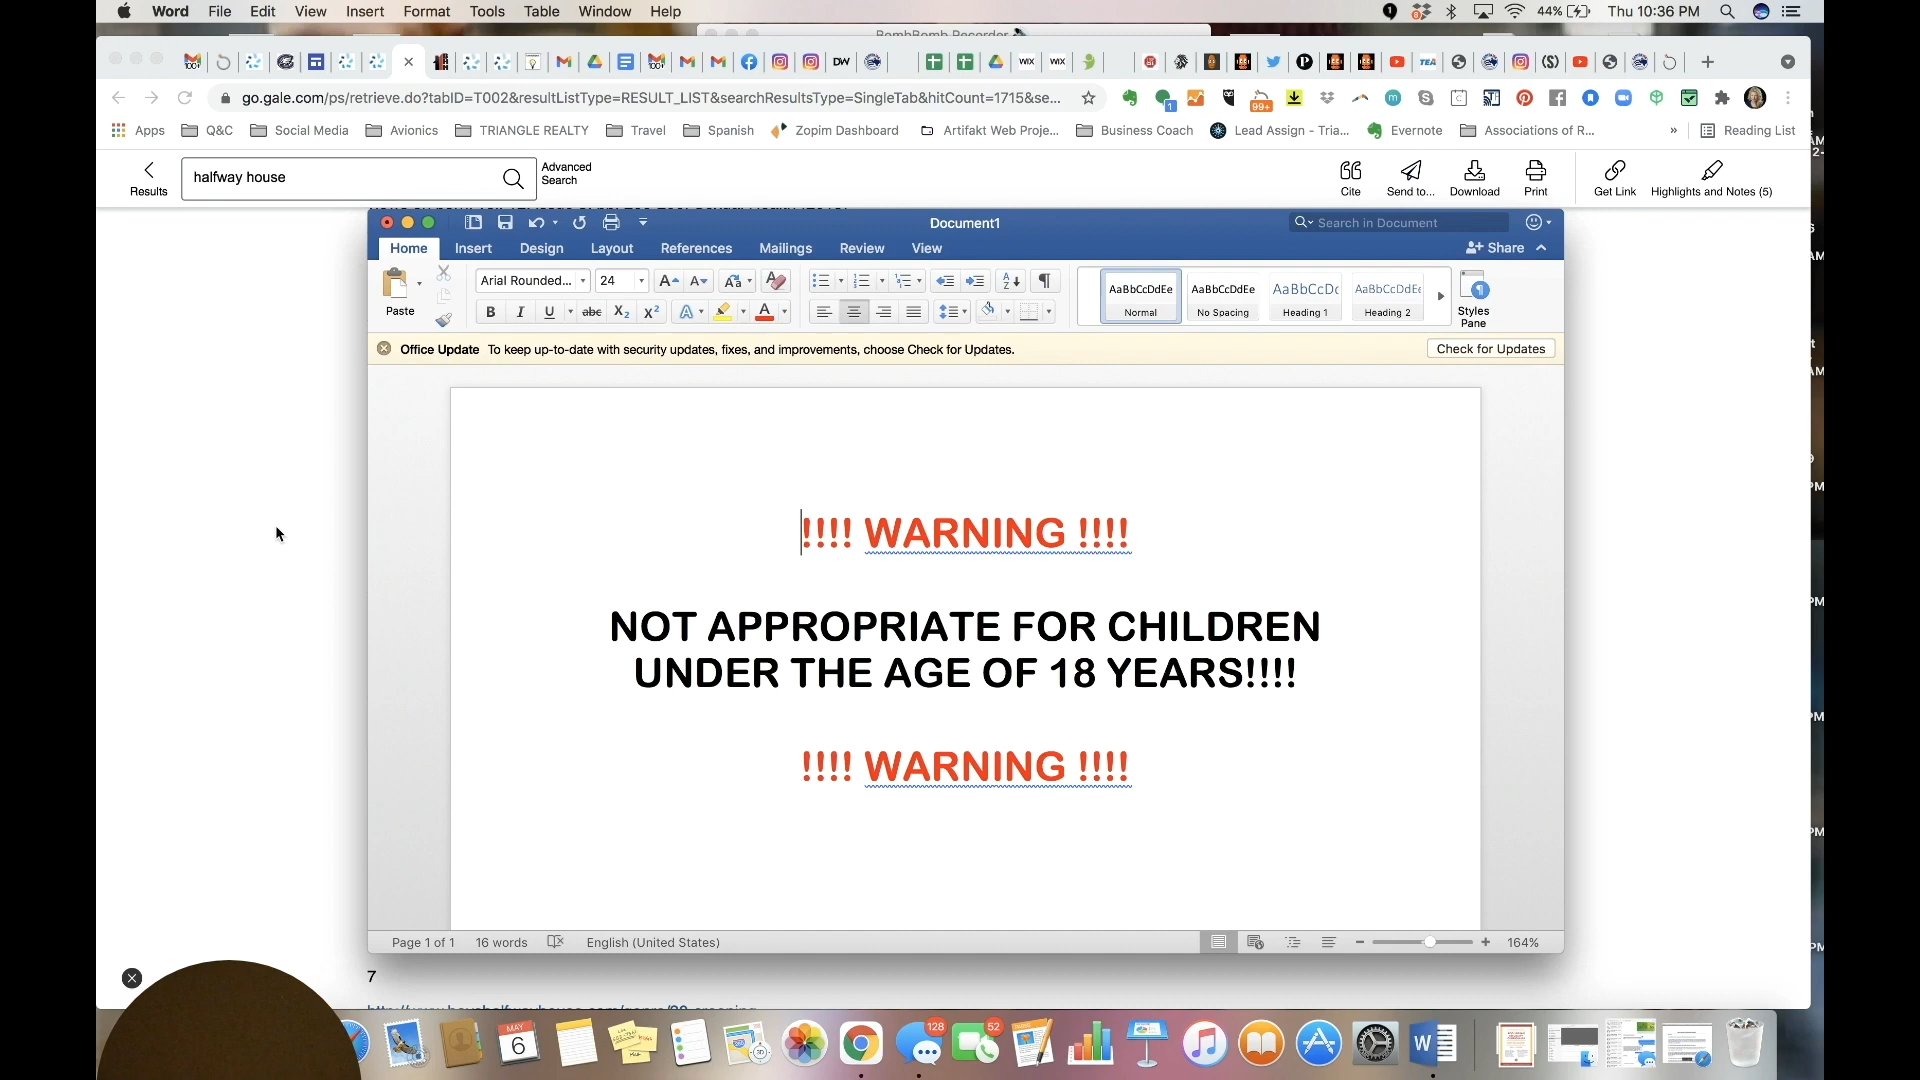 Word File Edit View Insert Format Tools Table Window Help
44% Thu 10:36 PM
BombBomb Recorder
DW WIX WIX TEA
go.gale.com/ps/retrieve.do?tabID=T002&resultListType=RESULT_LIST&searchResultsType=SingleTab&hitCount=1715&se...
Apps Q&C Social Media Avionics TRIANGLE REALTY Travel Spanish Zopim Dashboard Artifakt Web Proje... Business Coach Lead Assign - Tria... Evernote Associations of R... » Reading List
Results
halfway house
Advanced
Search
Cite Send to... Download Print Get Link Highlights and Notes (5)
Document1
Search in Document
Home Insert Design Layout References Mailings Review View
Share
Paste
Arial Rounded... 24
AaBbCcDdEe AaBbCcDdEe AaBbCcDc AaBbCcDdEe
Normal No Spacing Heading 1 Heading 2
Styles
Pane
Office Update To keep up-to-date with security updates, fixes, and improvements, choose Check for Updates.
Check for Updates
!!!! WARNING !!!!
NOT APPROPRIATE FOR CHILDREN
UNDER THE AGE OF 18 YEARS!!!!
!!!! WARNING !!!!
Page 1 of 1 16 words English (United States)
164%
7
MAY
6
128
52